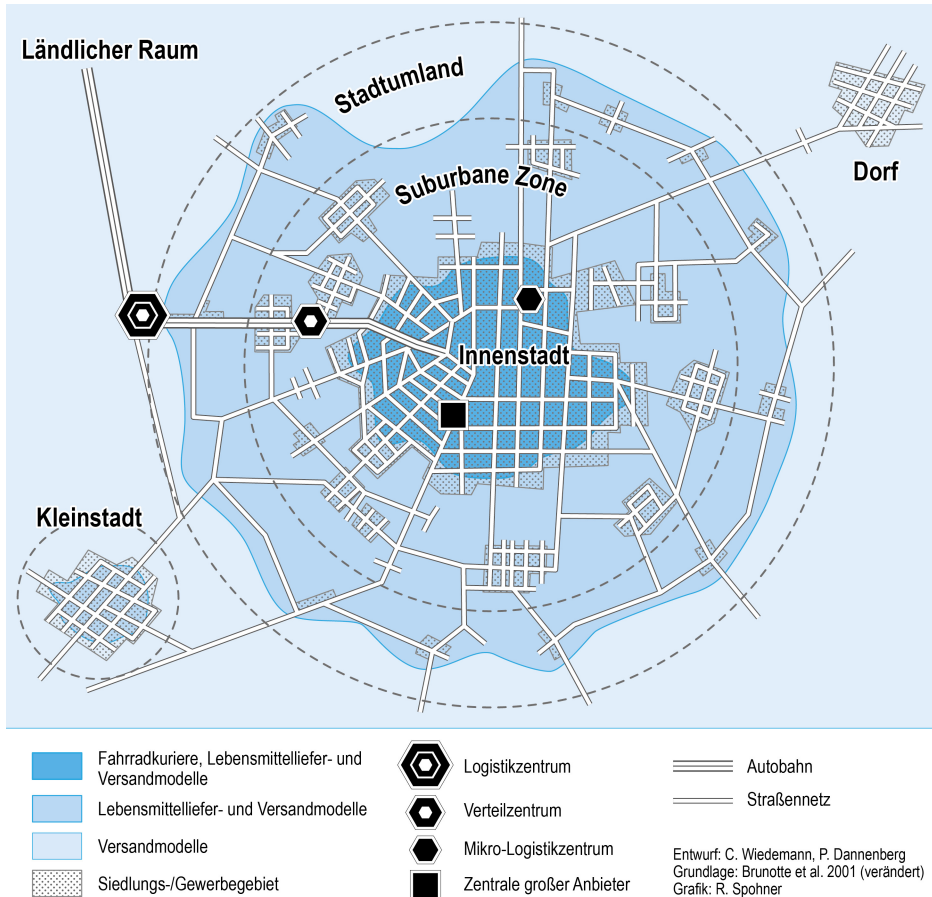 Ländlicher Raum
Stadtumland
Suburbane Zone
Dorf
Innenstadt
Kleinstadt
Fahrradkuriere, Lebensmittelliefer- und
Versandmodelle
Lebensmittelliefer- und Versandmodelle
Versandmodelle
Siedlungs-/Gewerbegebiet
Logistikzentrum
Verteilzentrum
Mikro-Logistikzentrum
Zentrale großer Anbieter
Autobahn
Straßennetz
Entwurf: C. Wiedemann, P. Dannenberg
Grundlage: Brunotte et al. 2001 (verändert)
Grafik: R. Spohner